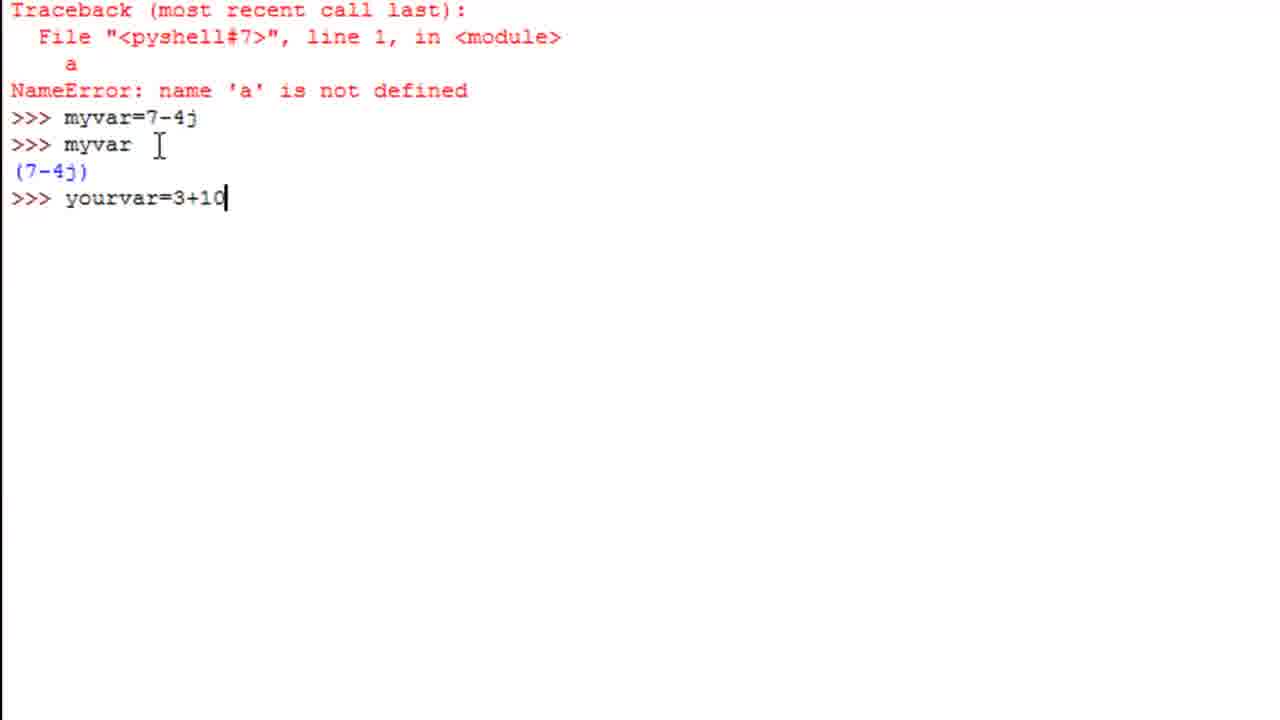 Traceback (most recent call last):
  File "<pyshell#7>", line 1, in <module>
    a
NameError: name 'a' is not defined
>>> myvar=7-4j
>>> myvar
(7-4j)
>>> yourvar=3+10